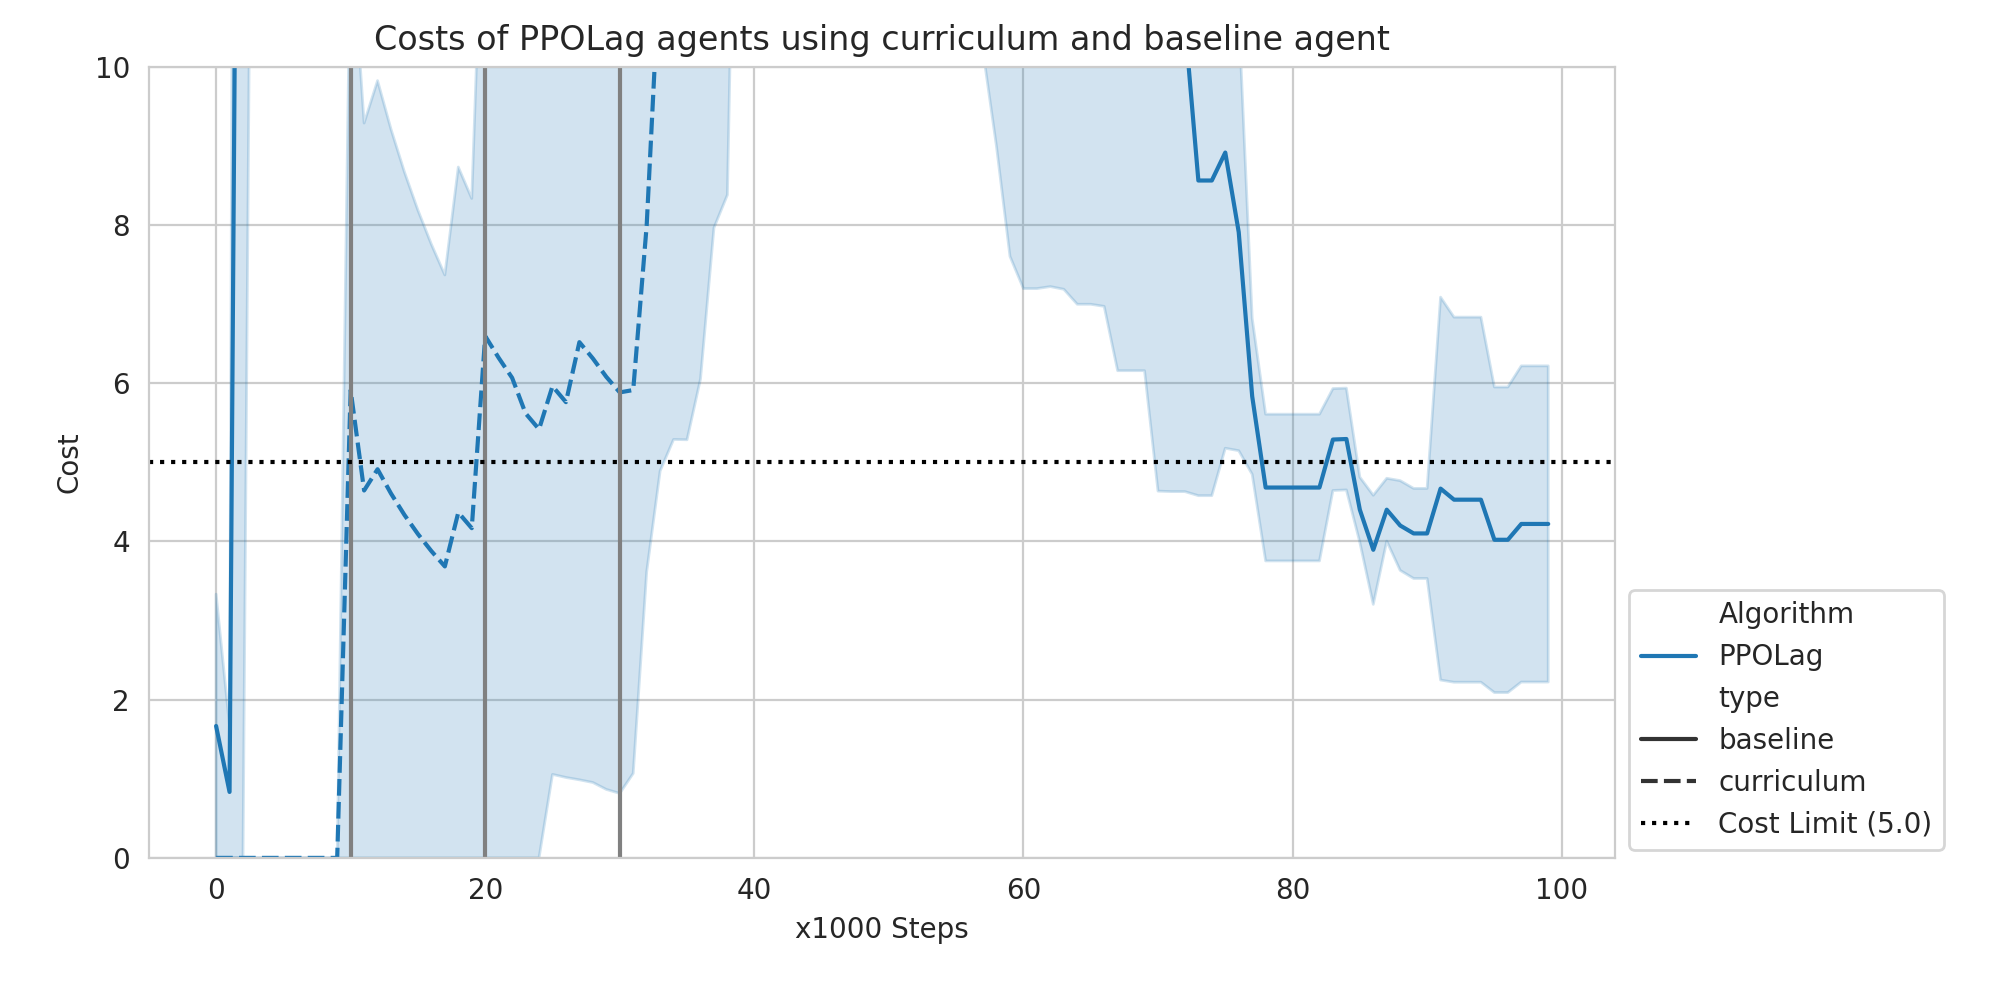 Costs of PPOLag agents using curriculum and baseline agent
10
8
6
4
2
0
Cost
0 20 40 60 80 100
x1000 Steps
Algorithm
PPOLag
type
baseline
curriculum
Cost Limit (5.0)